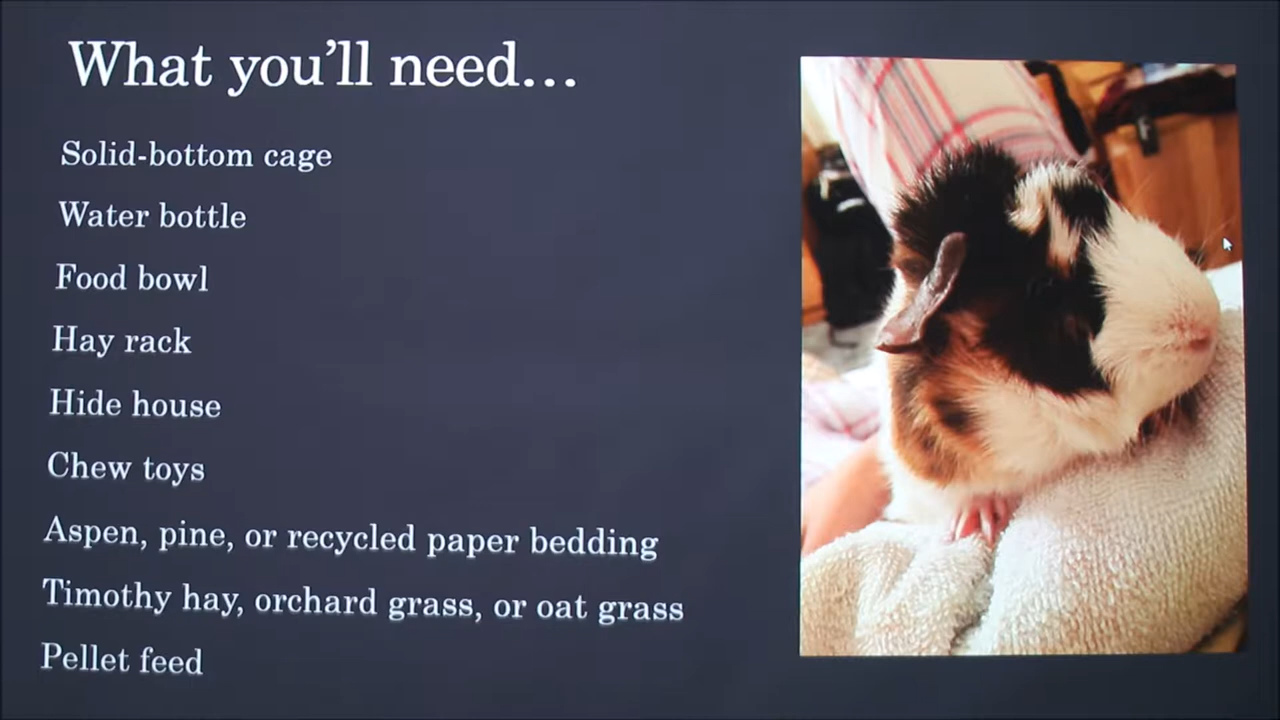 What you'll need...
Solid-bottom cage
Water bottle
Food bowl
Hay rack
Hide house
Chew toys
Aspen, pine, or recycled paper bedding
Timothy hay, orchard grass, or oat grass
Pellet feed